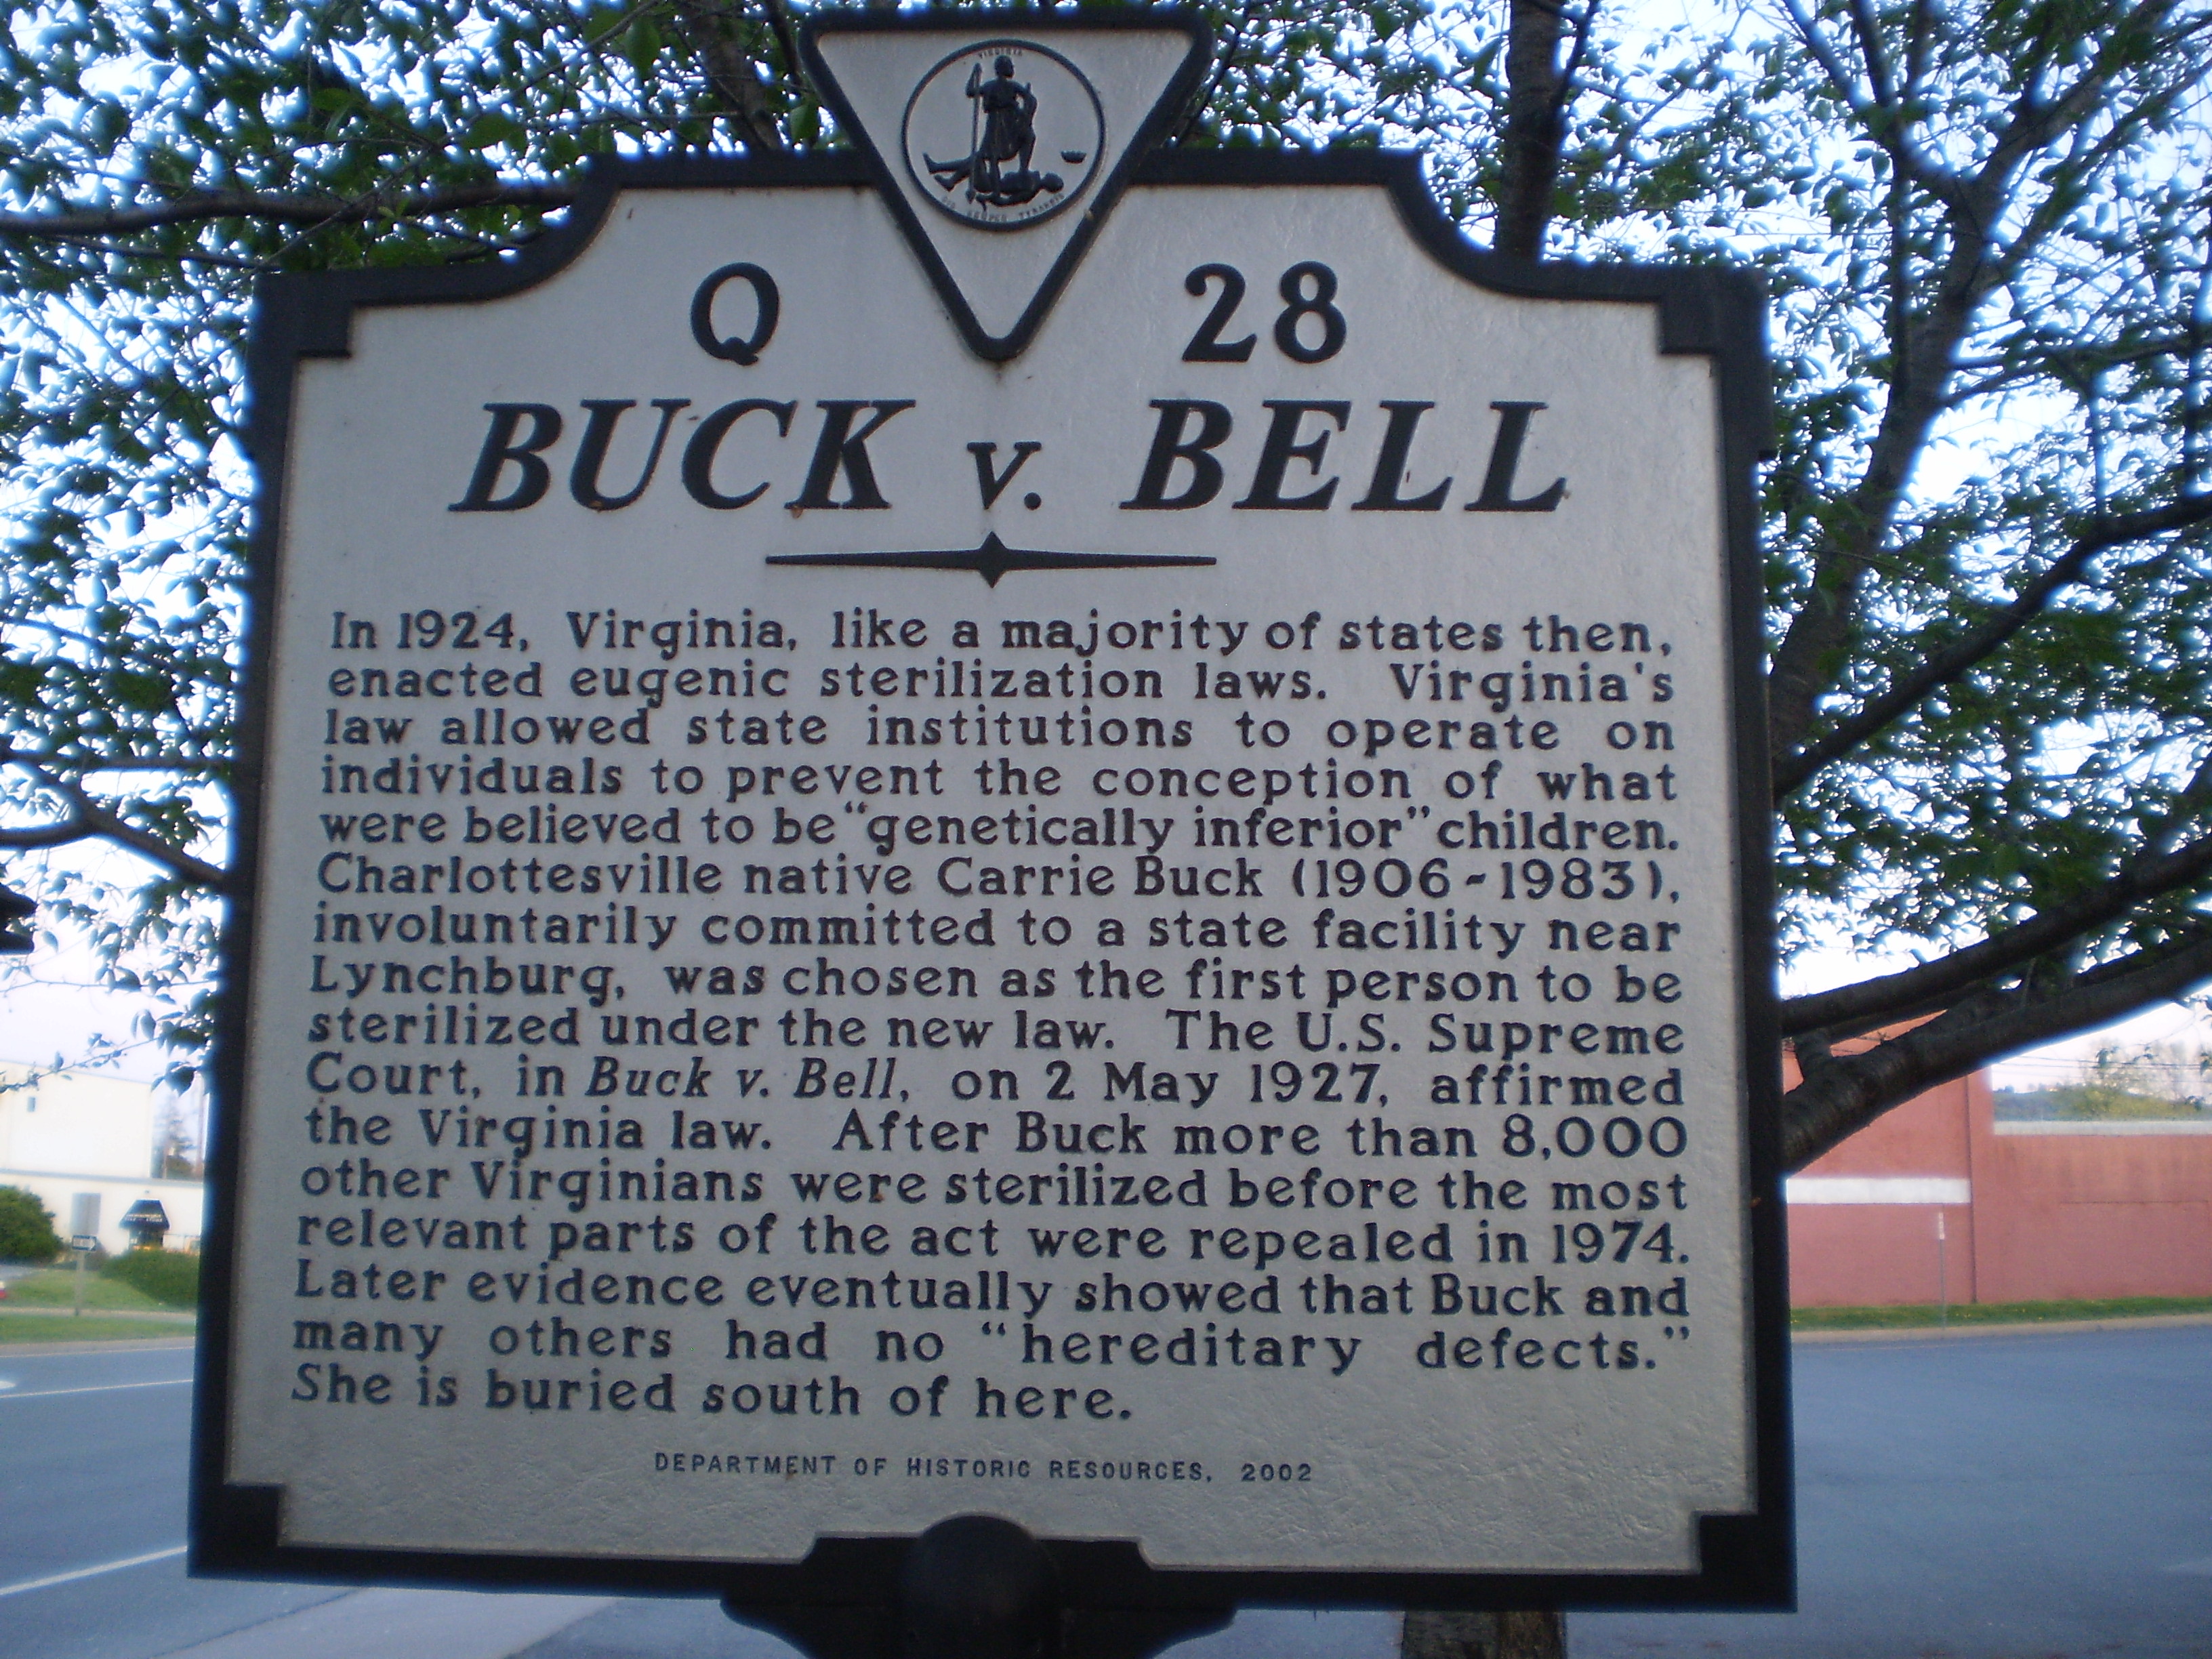 VIRGINIA
SIC SEMPER TYRANNIS
Q 28
BUCK v. BELL
In 1924, Virginia, like a majority of states then,
enacted eugenic sterilization laws. Virginia's
law allowed state institutions to operate on
individuals to prevent the conception of what
were believed to be "genetically inferior" children.
Charlottesville native Carrie Buck (1906-1983),
involuntarily committed to a state facility near
Lynchburg, was chosen as the first person to be
sterilized under the new law. The U.S. Supreme
Court, in Buck v. Bell, on 2 May 1927, affirmed
the Virginia law. After Buck more than 8,000
other Virginians were sterilized before the most
relevant parts of the act were repealed in 1974.
Later evidence eventually showed that Buck and
many others had no "hereditary defects."
She is buried south of here.
DEPARTMENT OF HISTORIC RESOURCES, 2002